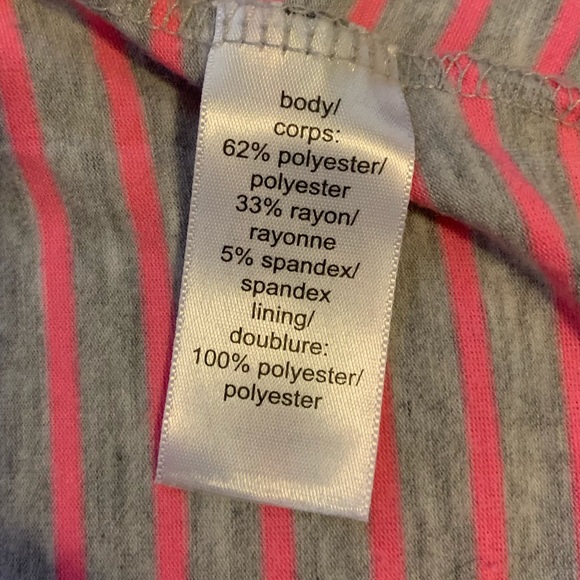 body/
corps:
62% polyester/
polyester
33% rayon/
rayonne
5% spandex/
spandex
lining/
doublure:
100% polyester/
polyester